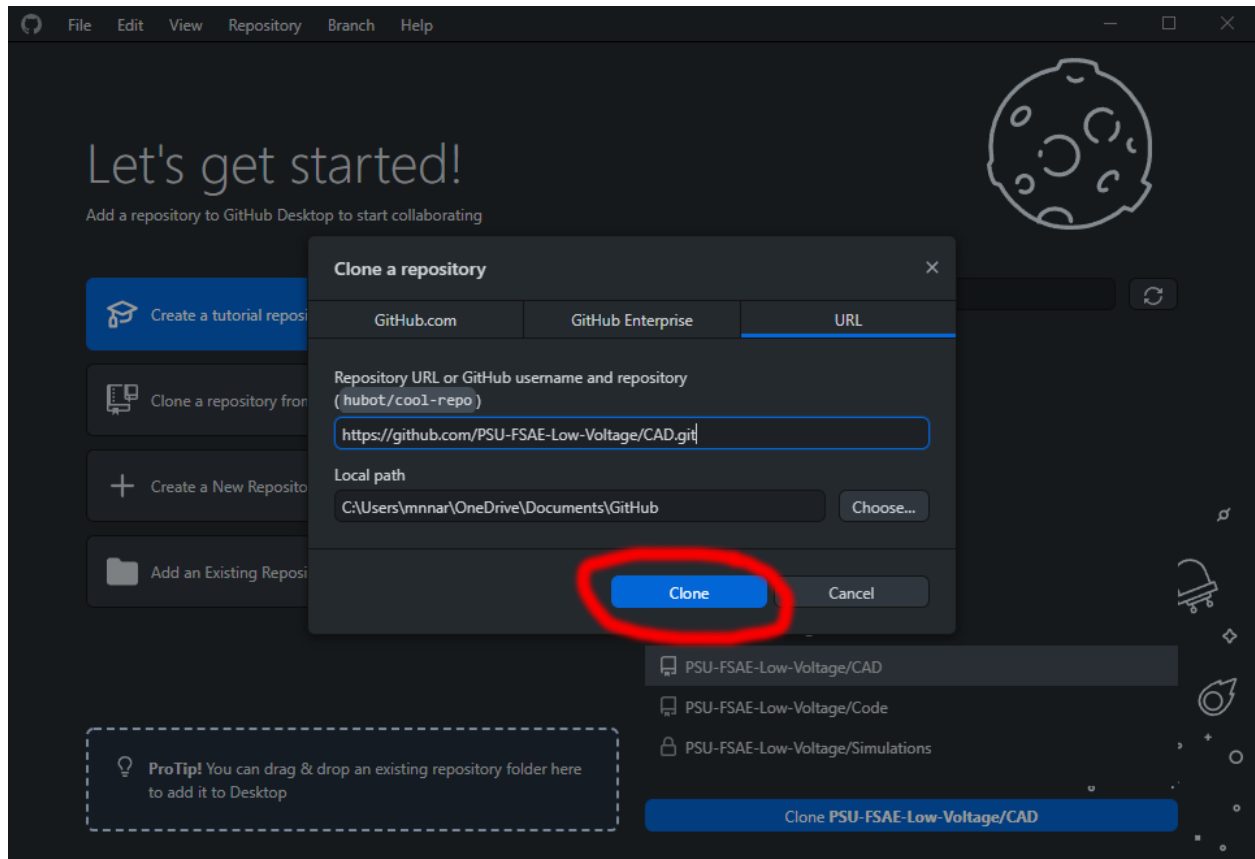 File Edit View Repository Branch Help
Let's get started!
Add a repository to GitHub Desktop to start collaborating
Create a tutorial reposi
Clone a repository from
Create a New Reposito
Add an Existing Reposi
ProTip! You can drag & drop an existing repository folder here
to add it to Desktop
Clone a repository
GitHub.com GitHub Enterprise URL
Repository URL or GitHub username and repository
(hubot/cool-repo)
https://github.com/PSU-FSAE-Low-Voltage/CAD.git
Local path
C:\Users\mnnar\OneDrive\Documents\GitHub
Choose...
Clone Cancel
PSU-FSAE-Low-Voltage/CAD
PSU-FSAE-Low-Voltage/Code
PSU-FSAE-Low-Voltage/Simulations
Clone PSU-FSAE-Low-Voltage/CAD